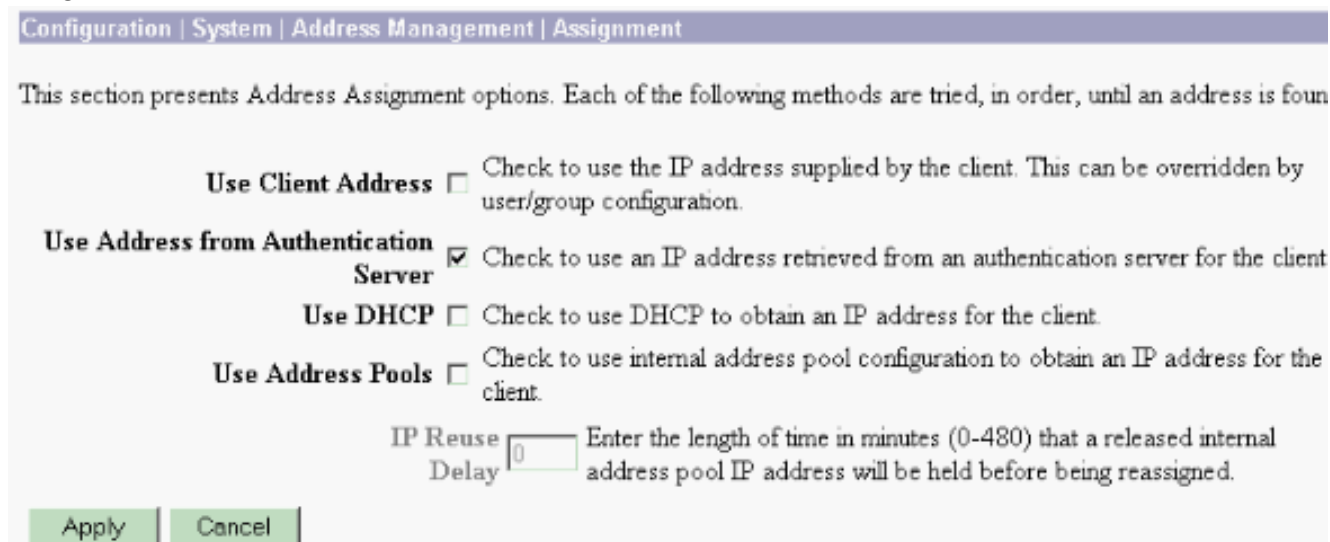 Configuration | System | Address Management | Assignment
This section presents Address Assignment options. Each of the following methods are tried, in order, until an address is foun
Use Client Address
Check to use the IP address supplied by the client. This can be overridden by
user/group configuration.
Use Address from Authentication
Server
Check to use an IP address retrieved from an authentication server for the client
Use DHCP
Check to use DHCP to obtain an IP address for the client.
Use Address Pools
Check to use internal address pool configuration to obtain an IP address for the
client.
IP Reuse
Delay
0
Enter the length of time in minutes (0-480) that a released internal
address pool IP address will be held before being reassigned.
Apply
Cancel